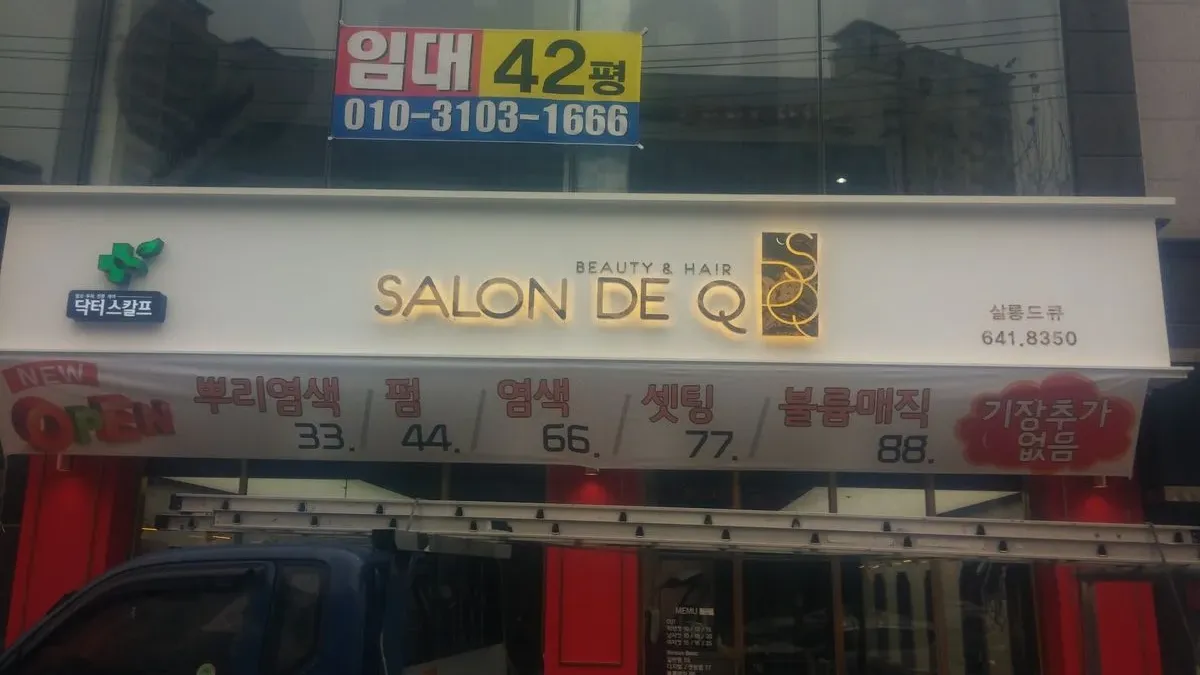 임대 42평
010-3103-1666
닥터스칼프
BEAUTY & HAIR
SALON DE Q
SDQ
살롱드큐
641.8350
NEW
OPEN
뿌리염색 33. / 펌 44. / 염색 66. / 셋팅 77. / 볼륨매직 88.
기장추가
없음
MEMU